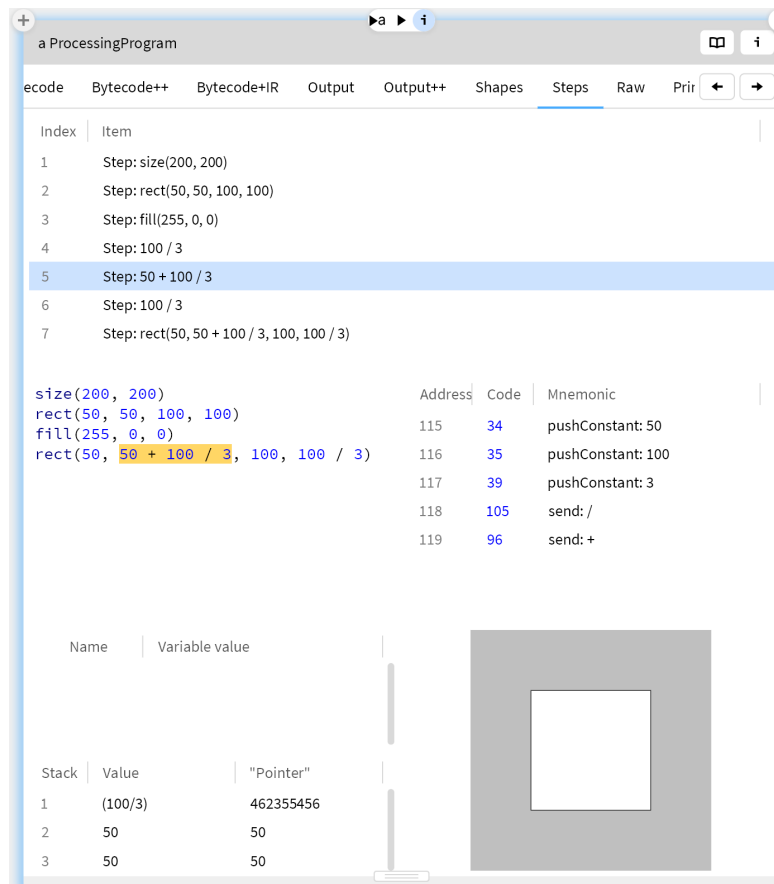 a
i
a ProcessingProgram
i
ecode Bytecode++ Bytecode+IR Output Output++ Shapes Steps Raw Prin
Index Item
1 Step: size(200, 200)
2 Step: rect(50, 50, 100, 100)
3 Step: fill(255, 0, 0)
4 Step: 100 / 3
5 Step: 50 + 100 / 3
6 Step: 100 / 3
7 Step: rect(50, 50 + 100 / 3, 100, 100 / 3)
size(200, 200)
rect(50, 50, 100, 100)
fill(255, 0, 0)
rect(50, 50 + 100 / 3, 100, 100 / 3)
Address Code Mnemonic
115 34 pushConstant: 50
116 35 pushConstant: 100
117 39 pushConstant: 3
118 105 send: /
119 96 send: +
Name Variable value
Stack Value "Pointer"
1 (100/3) 462355456
2 50 50
3 50 50